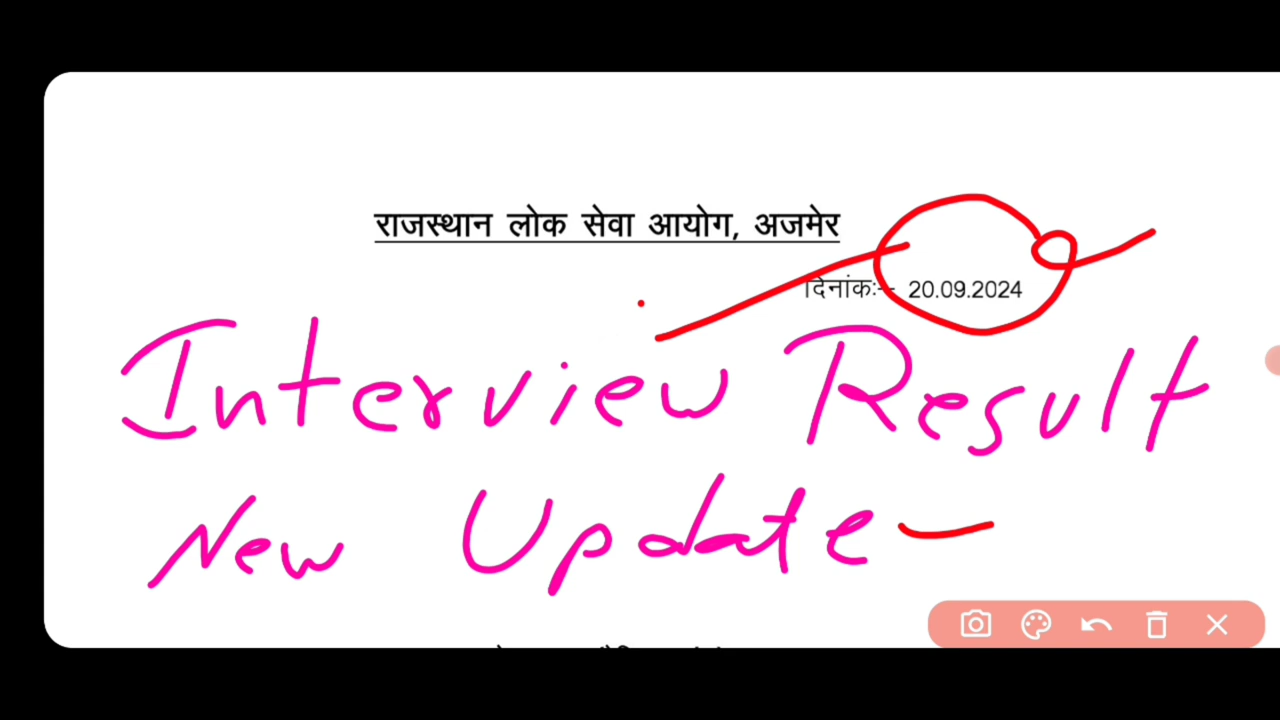 राजस्थान लोक सेवा आयोग, अजमेर
दिनांकः- 20.09.2024
Interview Result
New Update